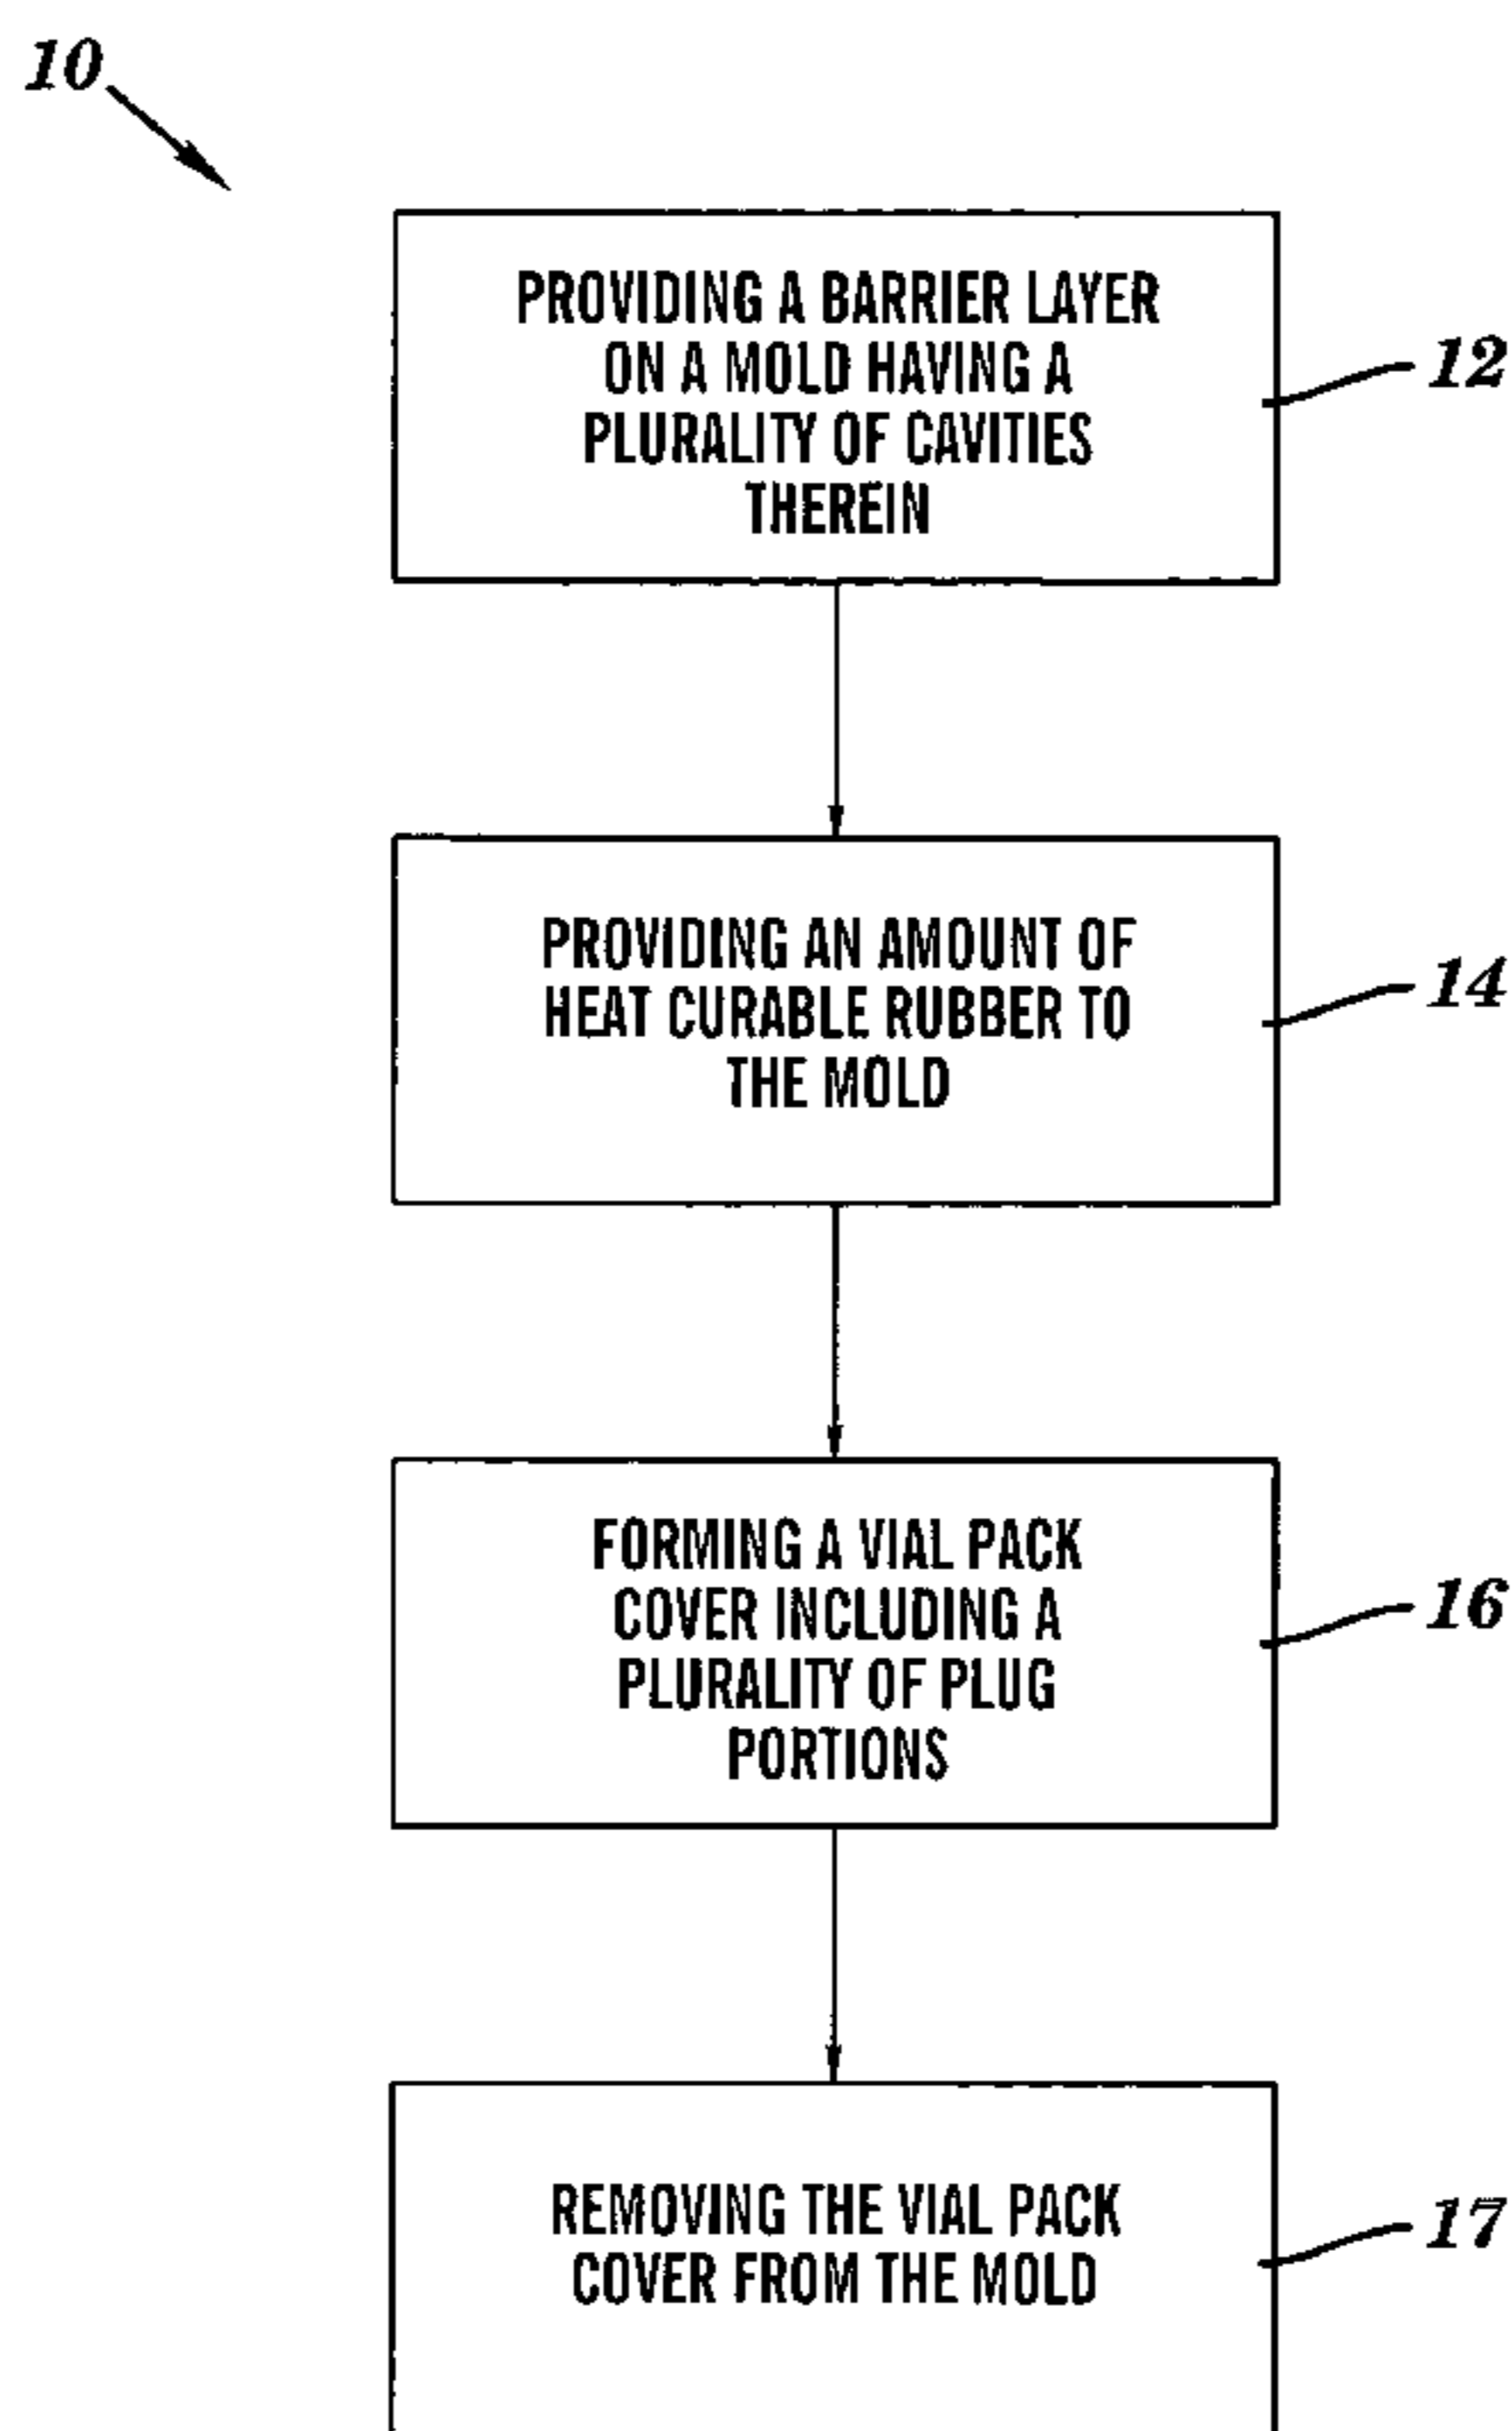 10
PROVIDING A BARRIER LAYER
ON A MOLD HAVING A
PLURALITY OF CAVITIES
THEREIN
12
PROVIDING AN AMOUNT OF
HEAT CURABLE RUBBER TO
THE MOLD
14
FORMING A VIAL PACK
COVER INCLUDING A
PLURALITY OF PLUG
PORTIONS
16
REMOVING THE VIAL PACK
COVER FROM THE MOLD
17